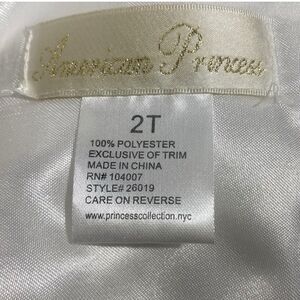 American Princess
2T
100% POLYESTER
EXCLUSIVE OF TRIM
MADE IN CHINA
RN# 104007
STYLE# 26019
CARE ON REVERSE
www.princesscollection.nyc